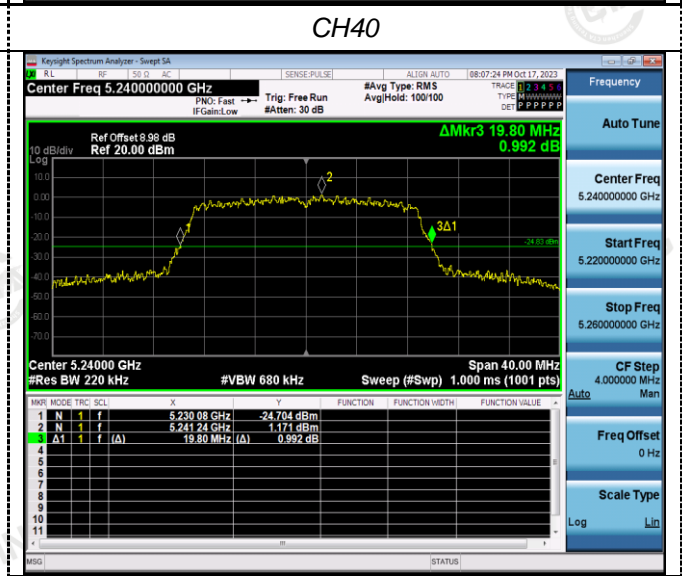 CH40
Keysight Spectrum Analyzer - Swept SA
RL RF 50 Ω AC SENSE:PULSE ALIGN AUTO 08:07:24 PM Oct 17, 2023
Center Freq 5.240000000 GHz #Avg Type: RMS TRACE 1 2 3 4 5 6
PNO: Fast Trig: Free Run Avg|Hold: 100/100 TYPE M WWWWW
IFGain:Low #Atten: 30 dB DET P P P P P P
Frequency
Auto Tune
Ref Offset 8.98 dB ΔMkr3 19.80 MHz
10 dB/div Ref 20.00 dBm 0.992 dB
Log
10.0
0.00
-10.0
-20.0
-30.0
-40.0
-50.0
-60.0
-70.0
1
2
3Δ1
-24.83 dBm
Center Freq
5.240000000 GHz
Start Freq
5.220000000 GHz
Stop Freq
5.260000000 GHz
Center 5.24000 GHz Span 40.00 MHz
#Res BW 220 kHz #VBW 680 kHz Sweep (#Swp) 1.000 ms (1001 pts)
CF Step
4.000000 MHz
Auto Man
MKR MODE TRC SCL X Y FUNCTION FUNCTION WIDTH FUNCTION VALUE
1 N 1 f 5.230 08 GHz -24.704 dBm
2 N 1 f 5.241 24 GHz 1.171 dBm
3 Δ1 1 f (Δ) 19.80 MHz (Δ) 0.992 dB
4
5
6
7
8
9
10
11
Freq Offset
0 Hz
Scale Type
Log Lin
MSG STATUS